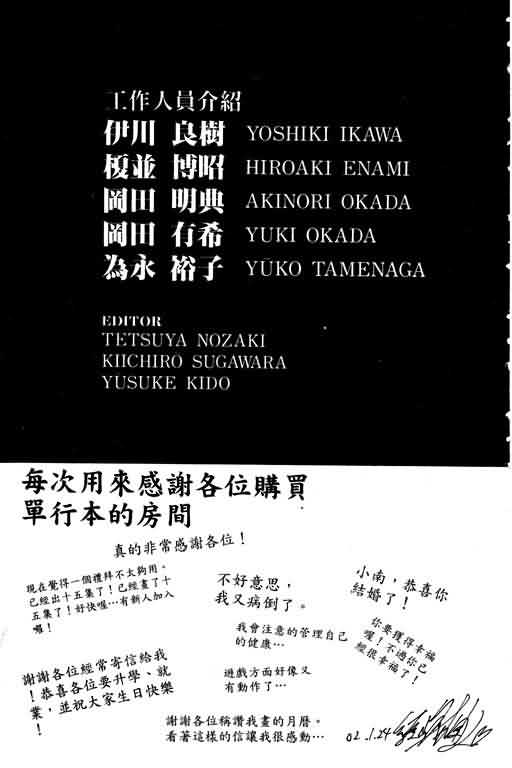 工作人員介紹
伊川 良樹 YOSHIKI IKAWA
榎並 博昭 HIROAKI ENAMI
岡田 明典 AKINORI OKADA
岡田 有希 YUKI OKADA
為永 裕子 YŪKO TAMENAGA
EDITOR
TETSUYA NOZAKI
KIICHIRO SUGAWARA
YUSUKE KIDO
每次用來感謝各位購買
單行本的房間
真的非常感謝各位！
現在覺得一個禮拜不太夠用。
已經出十五集了！已經畫了十
五集了！好快喔…有新人加入
囉！
不好意思，
我又病倒了。
小南，恭喜你
結婚了！
我會注意的管理自己
的健康…
你要獲得幸福
喔！不過你已
經很幸福了！
謝謝各位經常寄信給我
！恭喜各位要升學、就
業，並祝大家生日快樂
！
遊戲方面好像又
有動作了…
謝謝各位稱讚我畫的月曆。
看著這樣的信讓我很感動…
02.1.24